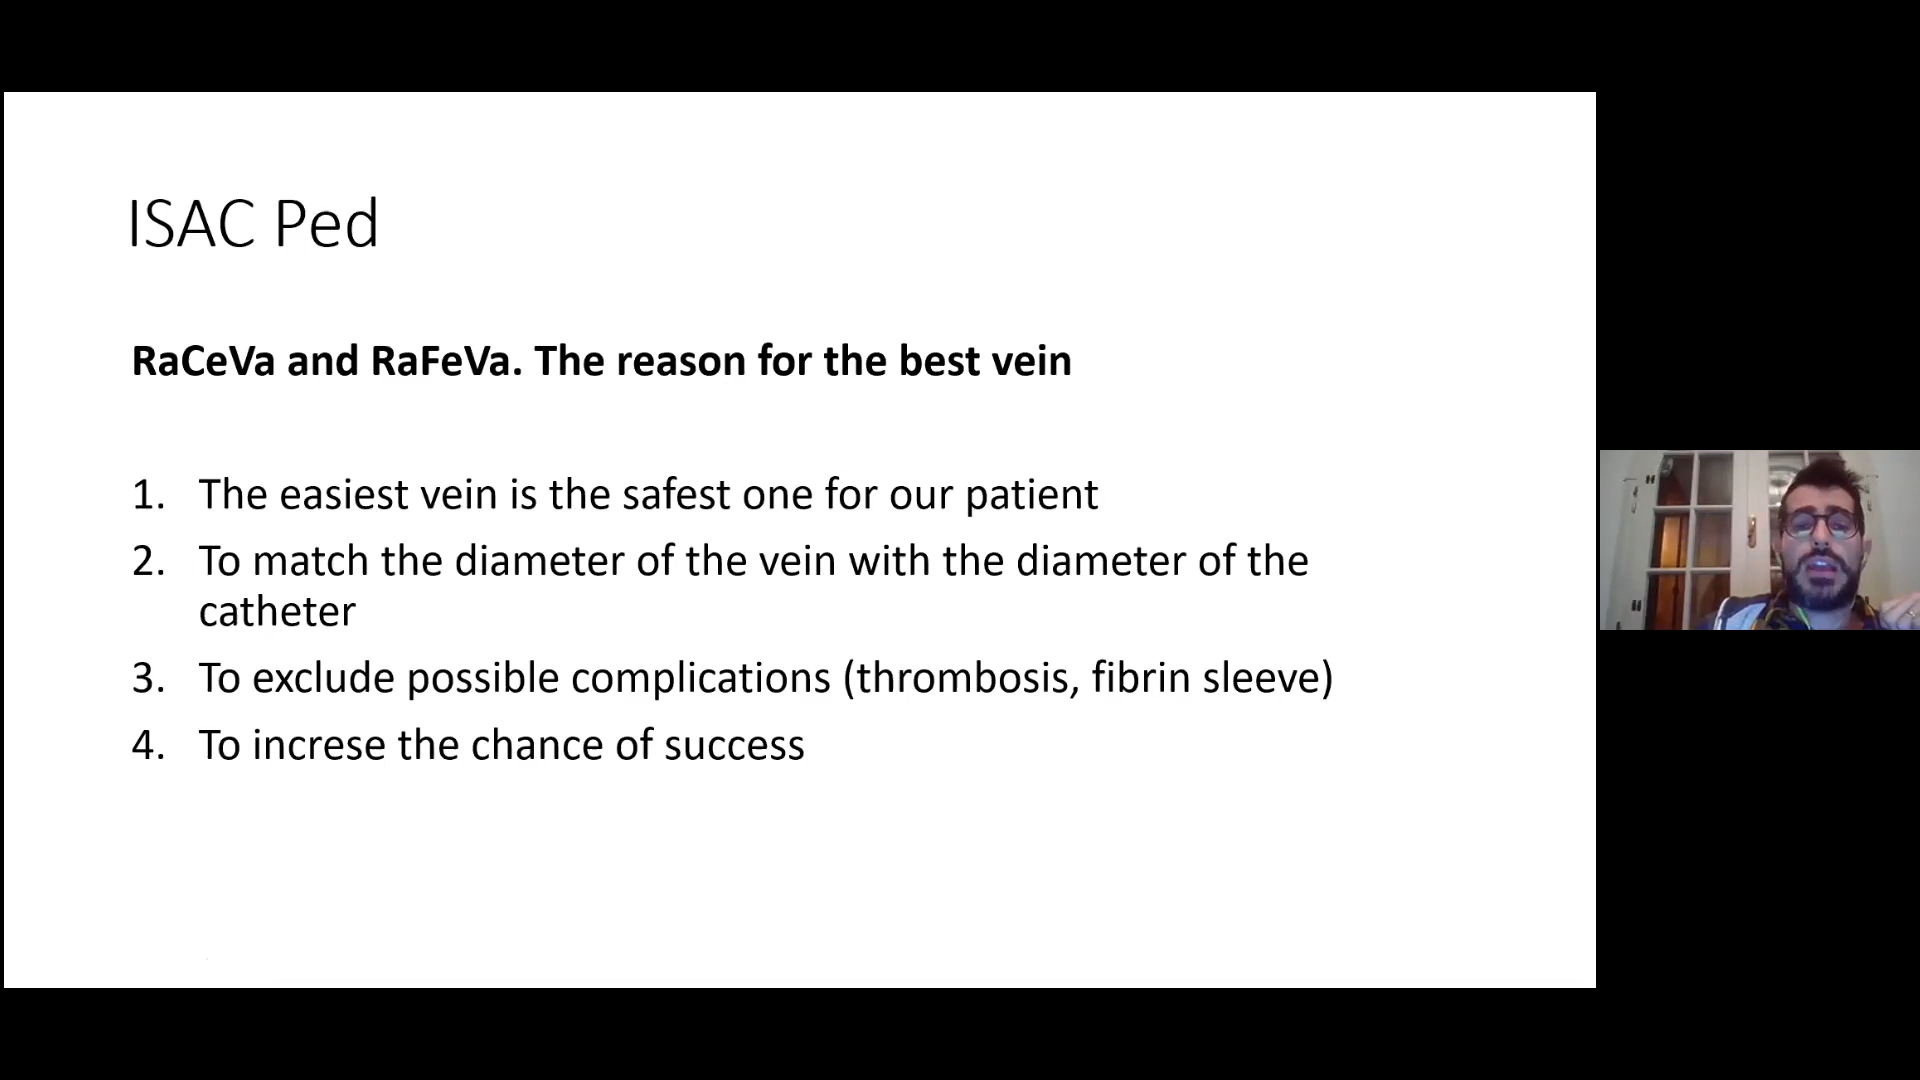 ISAC Ped
RaCeVa and RaFeVa. The reason for the best vein
1. The easiest vein is the safest one for our patient
2. To match the diameter of the vein with the diameter of the
catheter
3. To exclude possible complications (thrombosis, fibrin sleeve)
4. To increse the chance of success